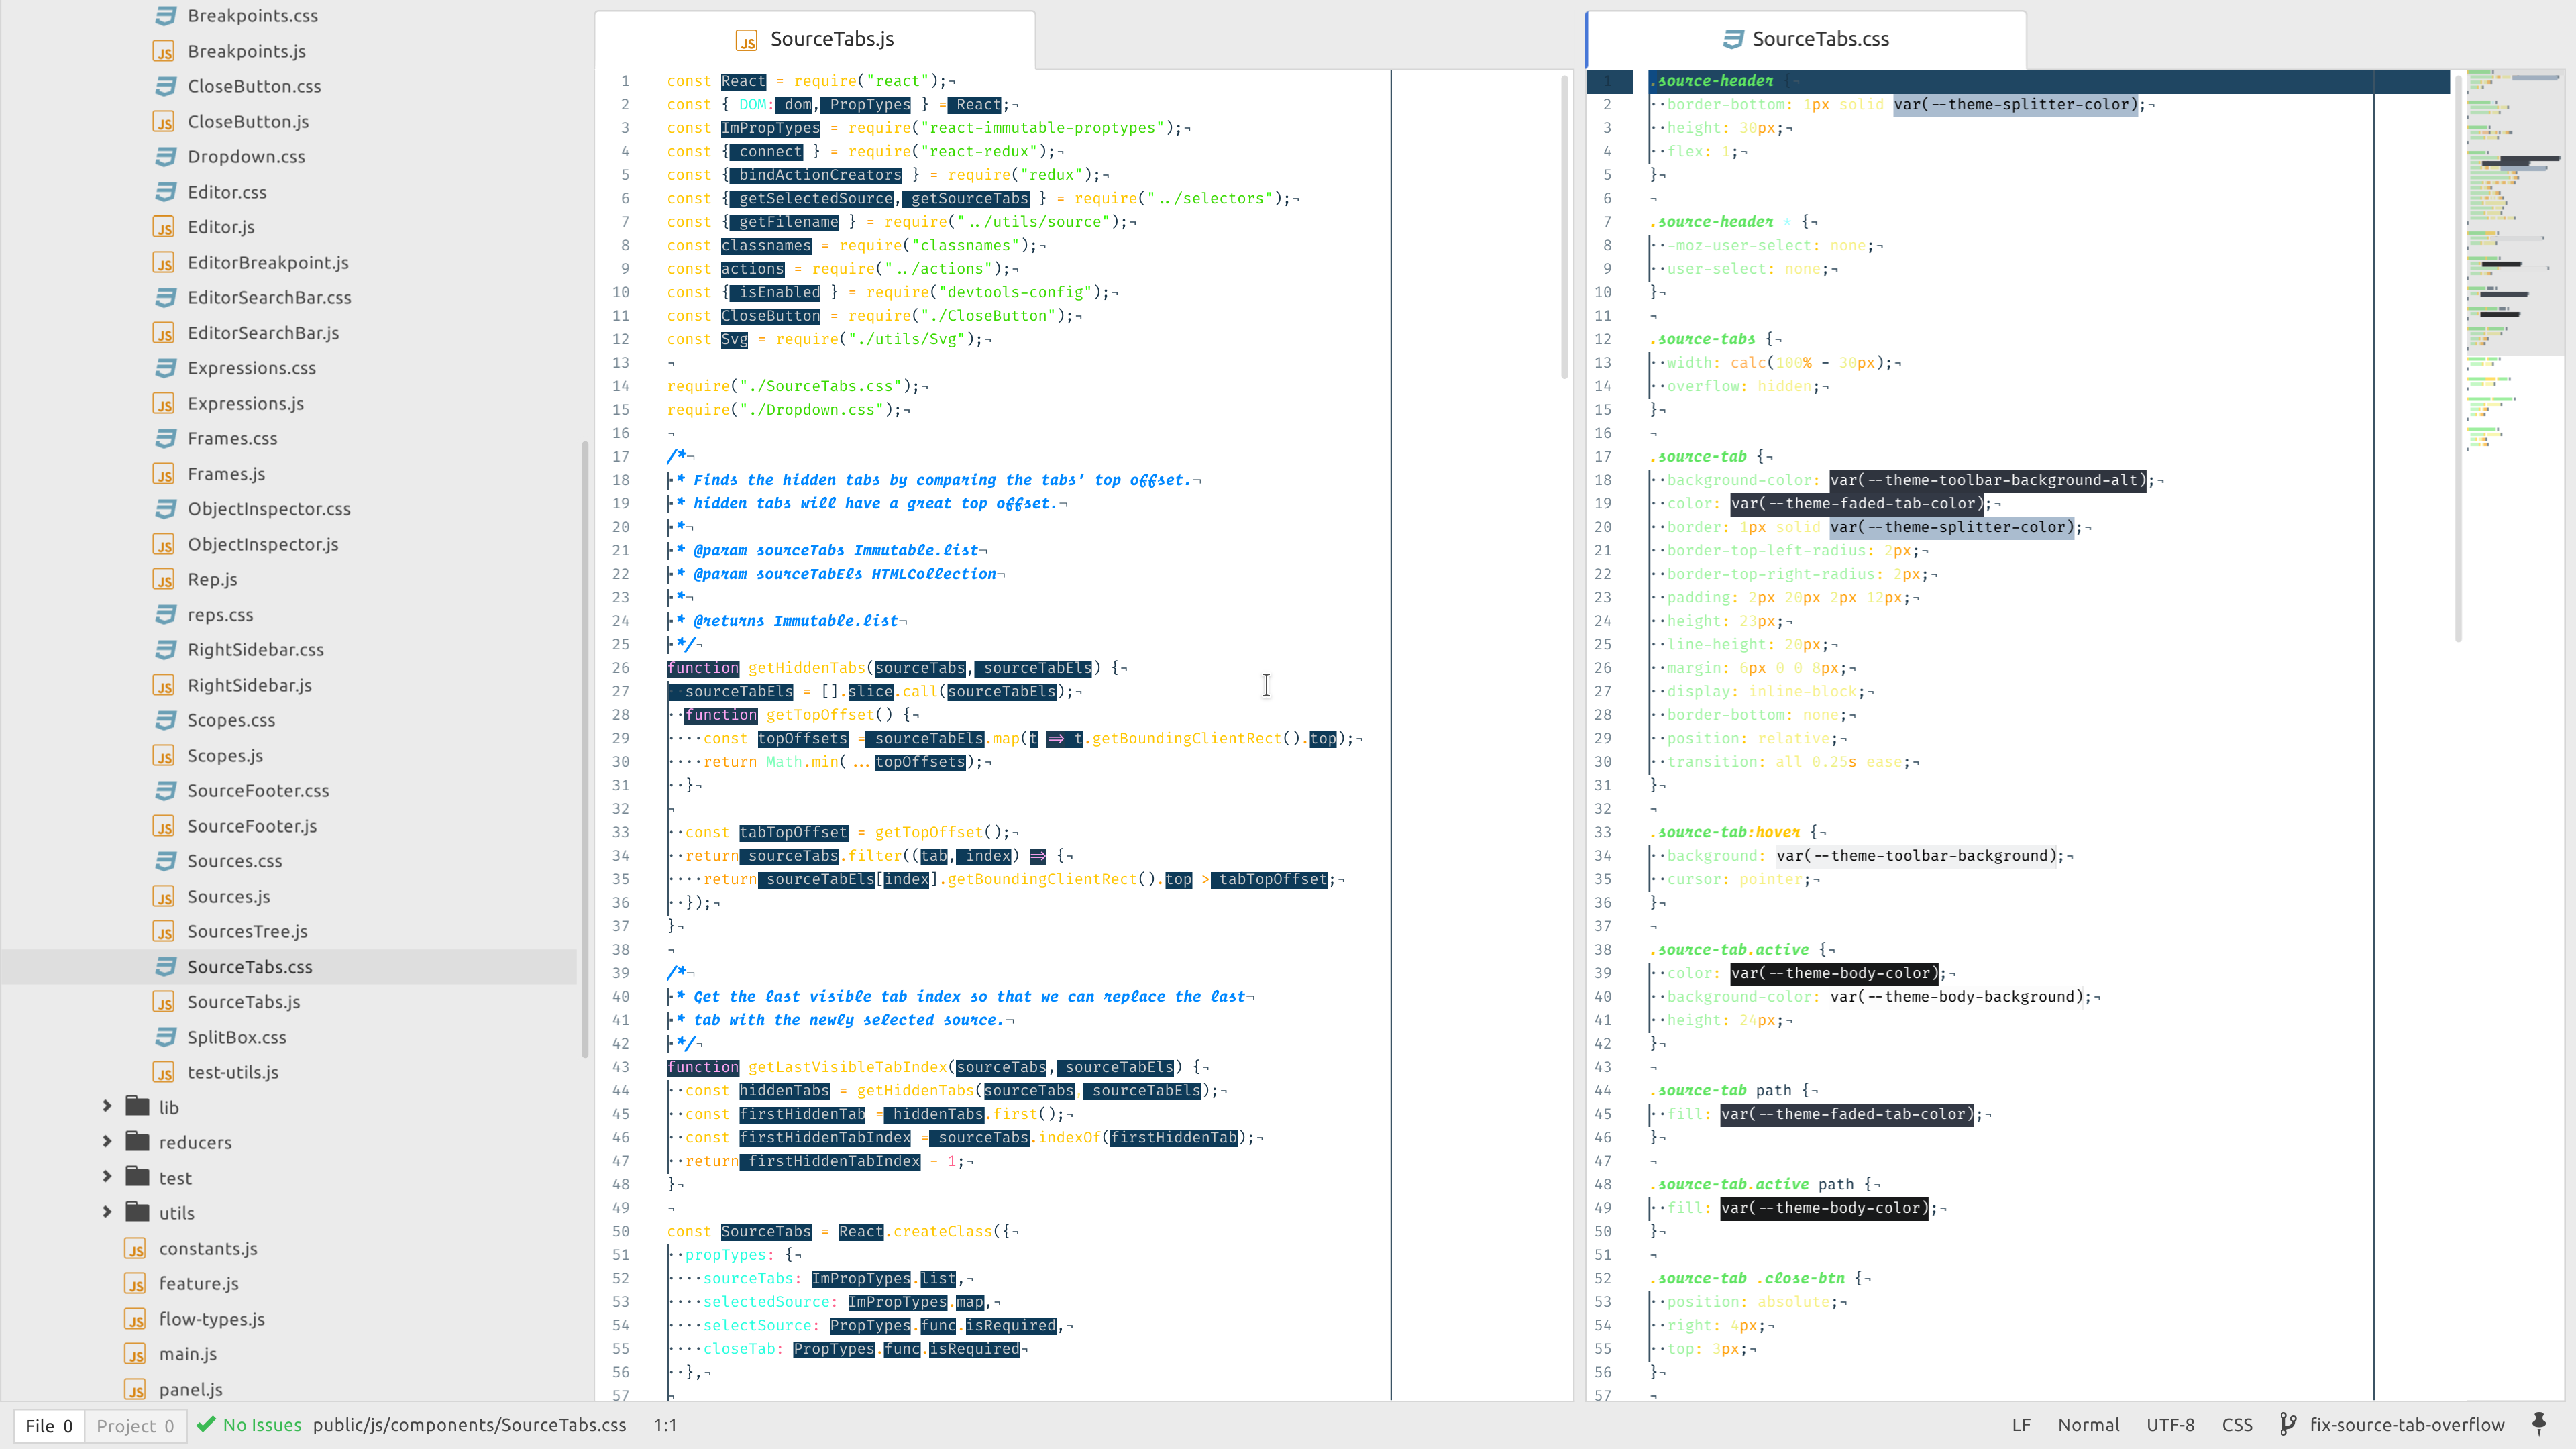 Breakpoints.css
Breakpoints.js
CloseButton.css
CloseButton.js
Dropdown.css
Editor.css
Editor.js
EditorBreakpoint.js
EditorSearchBar.css
EditorSearchBar.js
Expressions.css
Expressions.js
Frames.css
Frames.js
ObjectInspector.css
ObjectInspector.js
Rep.js
reps.css
RightSidebar.css
RightSidebar.js
Scopes.css
Scopes.js
SourceFooter.css
SourceFooter.js
Sources.css
Sources.js
SourcesTree.js
SourceTabs.css
SourceTabs.js
SplitBox.css
test-utils.js
lib
reducers
test
utils
constants.js
feature.js
flow-types.js
main.js
panel.js
SourceTabs.js
1 const React = require("react");¬
2 const { DOM: dom, PropTypes } = React;¬
3 const ImPropTypes = require("react-immutable-proptypes");¬
4 const { connect } = require("react-redux");¬
5 const { bindActionCreators } = require("redux");¬
6 const { getSelectedSource, getSourceTabs } = require("../selectors");¬
7 const { getFilename } = require("../utils/source");¬
8 const classnames = require("classnames");¬
9 const actions = require("../actions");¬
10 const { isEnabled } = require("devtools-config");¬
11 const CloseButton = require("./CloseButton");¬
12 const Svg = require("./utils/Svg");¬
13 ¬
14 require("./SourceTabs.css");¬
15 require("./Dropdown.css");¬
16 ¬
17 /*¬
18 ·* Finds the hidden tabs by comparing the tabs' top offset.¬
19 ·* hidden tabs will have a great top offset.¬
20 ·*¬
21 ·* @param sourceTabs Immutable.list¬
22 ·* @param sourceTabEls HTMLCollection¬
23 ·*¬
24 ·* @returns Immutable.list¬
25 ·*/¬
26 function getHiddenTabs(sourceTabs, sourceTabEls) {¬
27 ··sourceTabEls = [].slice.call(sourceTabEls);¬
28 ··function getTopOffset() {¬
29 ····const topOffsets = sourceTabEls.map(t => t.getBoundingClientRect().top);¬
30 ····return Math.min(...topOffsets);¬
31 ··}¬
32 ¬
33 ··const tabTopOffset = getTopOffset();¬
34 ··return sourceTabs.filter((tab, index) => {¬
35 ····return sourceTabEls[index].getBoundingClientRect().top > tabTopOffset;¬
36 ··});¬
37 }¬
38 ¬
39 /*¬
40 ·* Get the last visible tab index so that we can replace the last¬
41 ·* tab with the newly selected source.¬
42 ·*/¬
43 function getLastVisibleTabIndex(sourceTabs, sourceTabEls) {¬
44 ··const hiddenTabs = getHiddenTabs(sourceTabs, sourceTabEls);¬
45 ··const firstHiddenTab = hiddenTabs.first();¬
46 ··const firstHiddenTabIndex = sourceTabs.indexOf(firstHiddenTab);¬
47 ··return firstHiddenTabIndex - 1;¬
48 }¬
49 ¬
50 const SourceTabs = React.createClass({¬
51 ··propTypes: {¬
52 ····sourceTabs: ImPropTypes.list,¬
53 ····selectedSource: ImPropTypes.map,¬
54 ····selectSource: PropTypes.func.isRequired,¬
55 ····closeTab: PropTypes.func.isRequired¬
56 ··},¬
57 ¬
SourceTabs.css
1 .source-header {¬
2 ··border-bottom: 1px solid var(--theme-splitter-color);¬
3 ··height: 30px;¬
4 ··flex: 1;¬
5 }¬
6 ¬
7 .source-header * {¬
8 ··-moz-user-select: none;¬
9 ··user-select: none;¬
10 }¬
11 ¬
12 .source-tabs {¬
13 ··width: calc(100% - 30px);¬
14 ··overflow: hidden;¬
15 }¬
16 ¬
17 .source-tab {¬
18 ··background-color: var(--theme-toolbar-background-alt);¬
19 ··color: var(--theme-faded-tab-color);¬
20 ··border: 1px solid var(--theme-splitter-color);¬
21 ··border-top-left-radius: 2px;¬
22 ··border-top-right-radius: 2px;¬
23 ··padding: 2px 20px 2px 12px;¬
24 ··height: 23px;¬
25 ··line-height: 20px;¬
26 ··margin: 6px 0 0 8px;¬
27 ··display: inline-block;¬
28 ··border-bottom: none;¬
29 ··position: relative;¬
30 ··transition: all 0.25s ease;¬
31 }¬
32 ¬
33 .source-tab:hover {¬
34 ··background: var(--theme-toolbar-background);¬
35 ··cursor: pointer;¬
36 }¬
37 ¬
38 .source-tab.active {¬
39 ··color: var(--theme-body-color);¬
40 ··background-color: var(--theme-body-background);¬
41 ··height: 24px;¬
42 }¬
43 ¬
44 .source-tab path {¬
45 ··fill: var(--theme-faded-tab-color);¬
46 }¬
47 ¬
48 .source-tab.active path {¬
49 ··fill: var(--theme-body-color);¬
50 }¬
51 ¬
52 .source-tab .close-btn {¬
53 ··position: absolute;¬
54 ··right: 4px;¬
55 ··top: 3px;¬
56 }¬
57 ¬
File 0 Project 0 No Issues public/js/components/SourceTabs.css 1:1 LF Normal UTF-8 CSS fix-source-tab-overflow